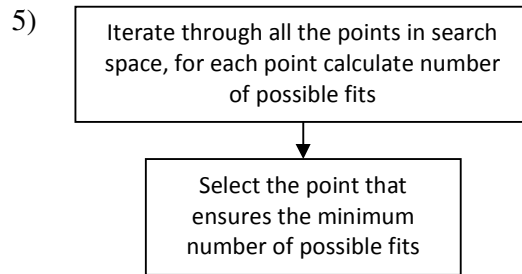 5)
Iterate through all the points in search
space, for each point calculate number
of possible fits
Select the point that
ensures the minimum
number of possible fits